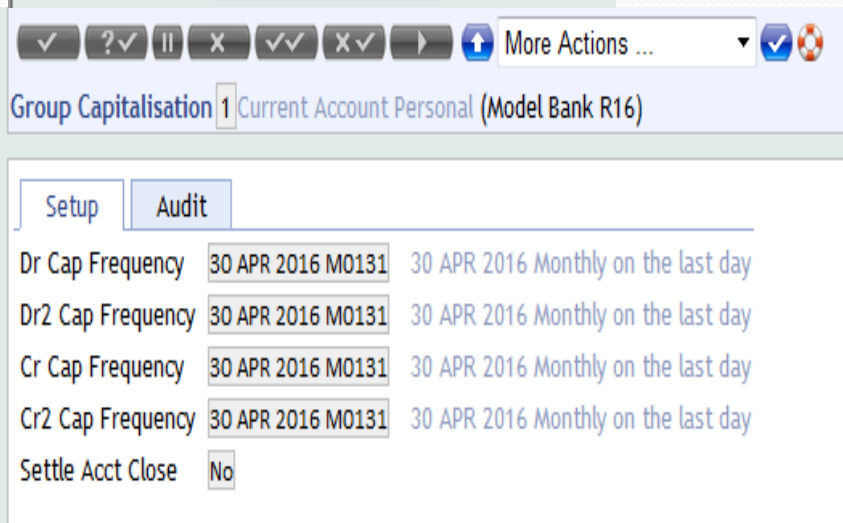 More Actions ...
Group Capitalisation 1 Current Account Personal (Model Bank R16)
Setup Audit
Dr Cap Frequency 30 APR 2016 M0131 30 APR 2016 Monthly on the last day
Dr2 Cap Frequency 30 APR 2016 M0131 30 APR 2016 Monthly on the last day
Cr Cap Frequency 30 APR 2016 M0131 30 APR 2016 Monthly on the last day
Cr2 Cap Frequency 30 APR 2016 M0131 30 APR 2016 Monthly on the last day
Settle Acct Close No